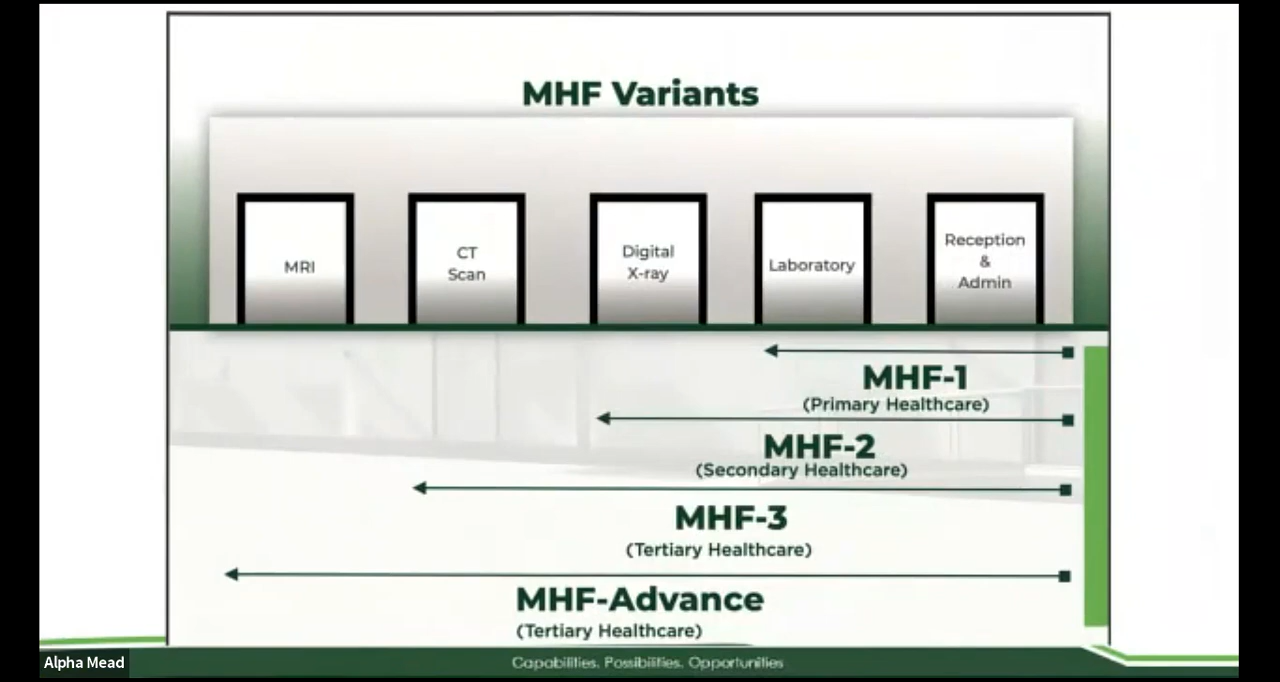 MHF Variants
MRI
CT
Scan
Digital
X-ray
Laboratory
Reception
&
Admin
MHF-1
(Primary Healthcare)
MHF-2
(Secondary Healthcare)
MHF-3
(Tertiary Healthcare)
MHF-Advance
(Tertiary Healthcare)
Alpha Mead
Capabilities. Possibilities. Opportunities